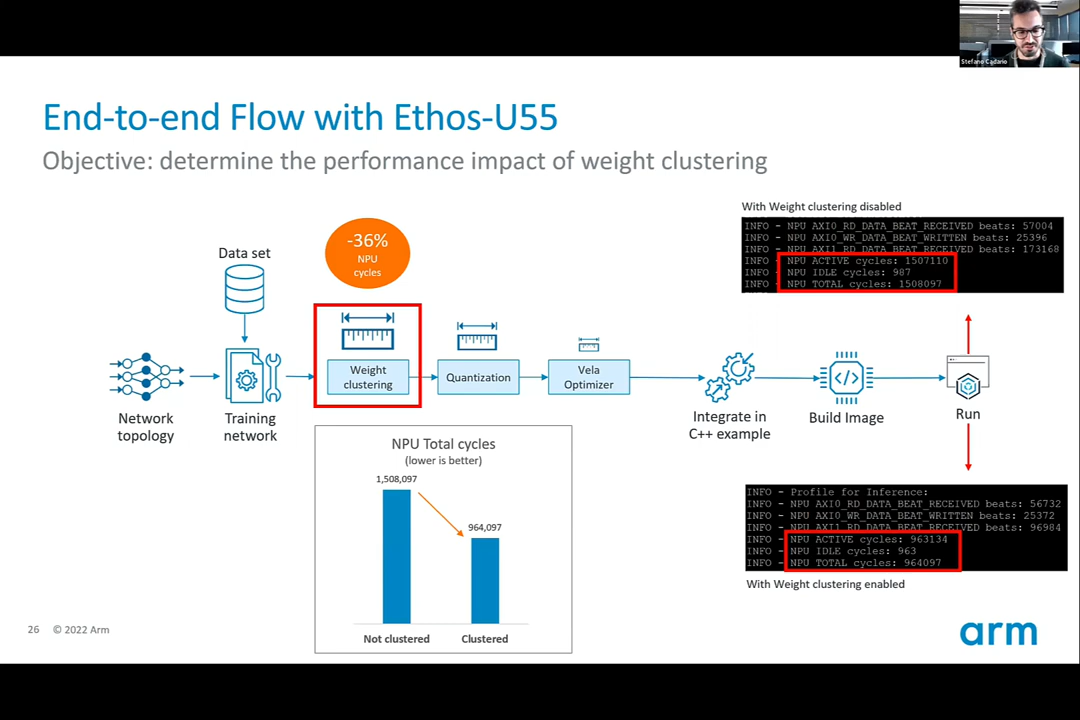 Stefano Cadario
End-to-end Flow with Ethos-U55
Objective: determine the performance impact of weight clustering
With Weight clustering disabled
INFO - NPU AXI0_RD_DATA_BEAT_RECEIVED beats: 57004
INFO - NPU AXI0_WR_DATA_BEAT_WRITTEN beats: 25396
INFO - NPU AXI1_RD_DATA_BEAT_RECEIVED beats: 173168
INFO - NPU ACTIVE cycles: 1507110
INFO - NPU IDLE cycles: 987
INFO - NPU TOTAL cycles: 1508097
-36%
NPU
cycles
Data set
Weight
clustering
Quantization
Vela
Optimizer
Network
topology
Training
network
Integrate in
C++ example
Build Image
Run
NPU Total cycles
(lower is better)
1,508,097
964,097
Not clustered
Clustered
INFO - Profile for Inference:
INFO - NPU AXI0_RD_DATA_BEAT_RECEIVED beats: 56732
INFO - NPU AXI0_WR_DATA_BEAT_WRITTEN beats: 25372
INFO - NPU AXI1_RD_DATA_BEAT_RECEIVED beats: 96984
INFO - NPU ACTIVE cycles: 963134
INFO - NPU IDLE cycles: 963
INFO - NPU TOTAL cycles: 964097
With Weight clustering enabled
26 © 2022 Arm
arm